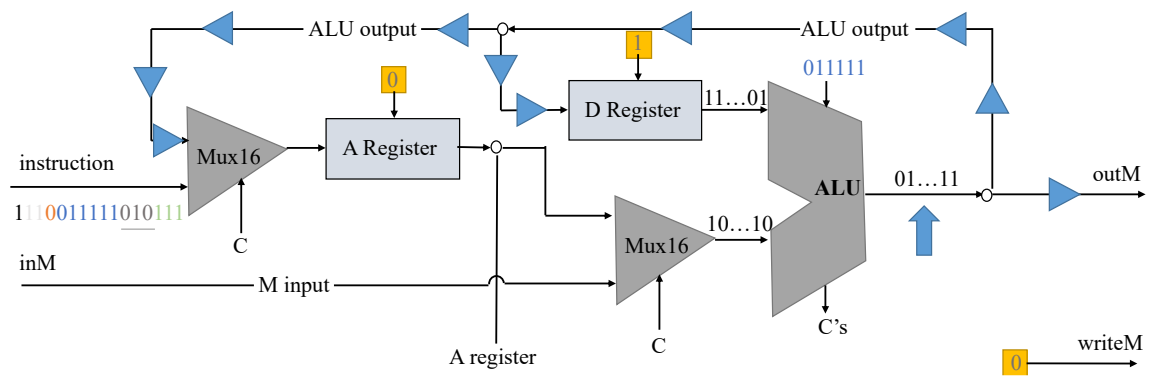 ALU output
ALU output
1
0
011111
D Register
11…01
Mux16
A Register
instruction
ALU
01…11
outM
1110011111010111
C
Mux16
10…10
inM
M input
C's
C
A register
writeM
0